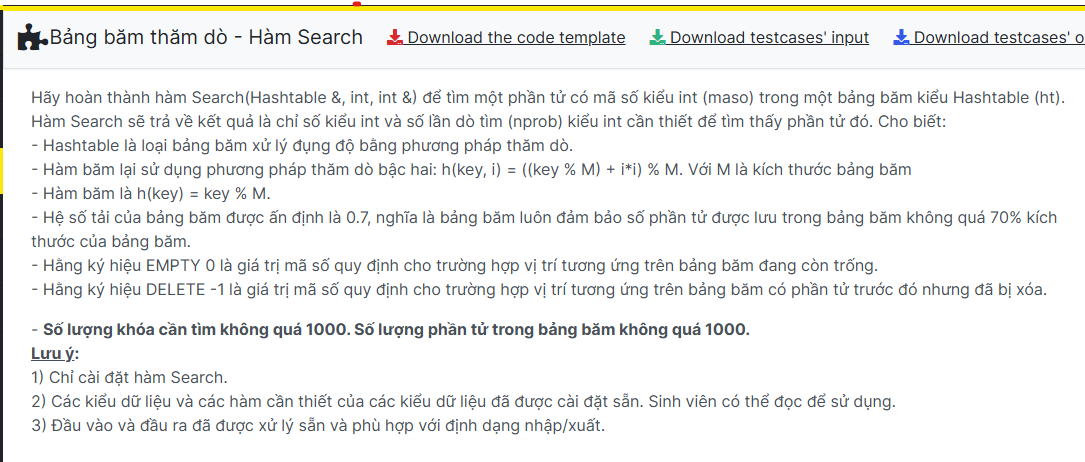 Bảng băm thăm dò - Hàm Search Download the code template Download testcases' input Download testcases' o
Hãy hoàn thành hàm Search(Hashtable &, int, int &) để tìm một phần tử có mã số kiểu int (maso) trong một bảng băm kiểu Hashtable (ht).
Hàm Search sẽ trả về kết quả là chỉ số kiểu int và số lần dò tìm (nprob) kiểu int cần thiết để tìm thấy phần tử đó. Cho biết:
- Hashtable là loại bảng băm xử lý đụng độ bằng phương pháp thăm dò.
- Hàm băm lại sử dụng phương pháp thăm dò bậc hai: h(key, i) = ((key % M) + i*i) % M. Với M là kích thước bảng băm
- Hàm băm là h(key) = key % M.
- Hệ số tải của bảng băm được ấn định là 0.7, nghĩa là bảng băm luôn đảm bảo số phần tử được lưu trong bảng băm không quá 70% kích
thước của bảng băm.
- Hằng ký hiệu EMPTY 0 là giá trị mã số quy định cho trường hợp vị trí tương ứng trên bảng băm đang còn trống.
- Hằng ký hiệu DELETE -1 là giá trị mã số quy định cho trường hợp vị trí tương ứng trên bảng băm có phần tử trước đó nhưng đã bị xóa.
- Số lượng khóa cần tìm không quá 1000. Số lượng phần tử trong bảng băm không quá 1000.
Lưu ý:
1) Chỉ cài đặt hàm Search.
2) Các kiểu dữ liệu và các hàm cần thiết của các kiểu dữ liệu đã được cài đặt sẵn. Sinh viên có thể đọc để sử dụng.
3) Đầu vào và đầu ra đã được xử lý sẵn và phù hợp với định dạng nhập/xuất.